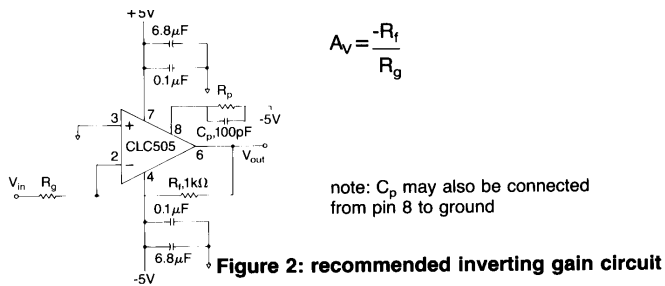 +5V
6.8μF
0.1μF
Rp
-5V
Cp,100pF
3
+
7
8
CLC505
6
Vout
2
−
4
Vin
Rg
Rf,1kΩ
0.1μF
6.8μF
-5V
Av = -Rf / Rg
note: Cp may also be connected
from pin 8 to ground
Figure 2: recommended inverting gain circuit